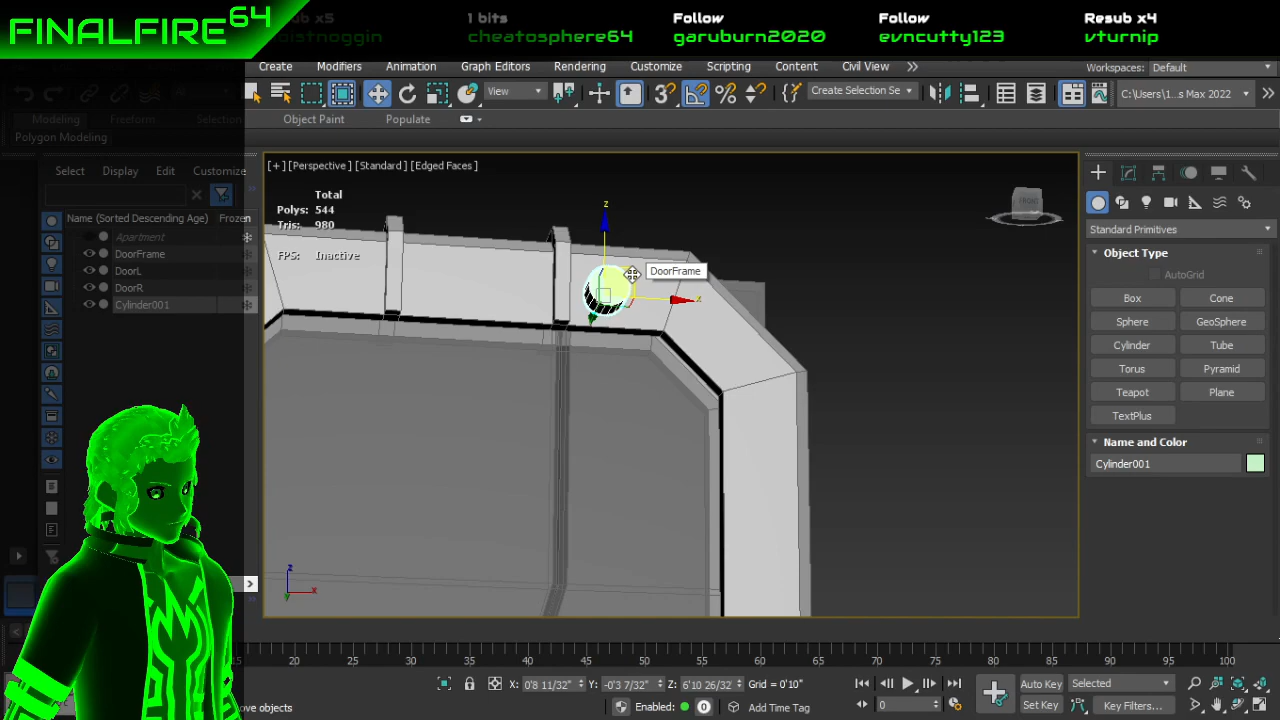 FINALFIRE64
Resub x5
1 bits
Follow
Follow
Resub x4
cheatosphere64
garuburn2020
evncutty123
vturnip
Create Modifiers Animation Graph Editors Rendering Customize Scripting Content Civil View
Workspaces: Default
View
Create Selection Se
C:\Users\1...s Max 2022
Modeling Freeform Selection Object Paint Populate
Polygon Modeling
Select Display Edit Customize
Name (Sorted Descending Age) Frozen
Apartment
DoorFrame
DoorL
DoorR
Cylinder001
[+] [Perspective ] [Standard ] [Edged Faces ]
Total
Polys: 544
Tris: 980
FPS: Inactive
z
x
DoorFrame
FRONT
z
x
y
Standard Primitives
Object Type
AutoGrid
Box Cone
Sphere GeoSphere
Cylinder Tube
Torus Pyramid
Teapot Plane
TextPlus
Name and Color
Cylinder001
15 20 25 30 35 40 45 50 55 60 65 70 75 80 85 90 95 100
X: 0'8 11/32" Y: -0'3 7/32" Z: 6'10 26/32" Grid = 0'10"
Auto Key Selected
ove objects
Enabled: 0 Add Time Tag
0
Set Key Key Filters...